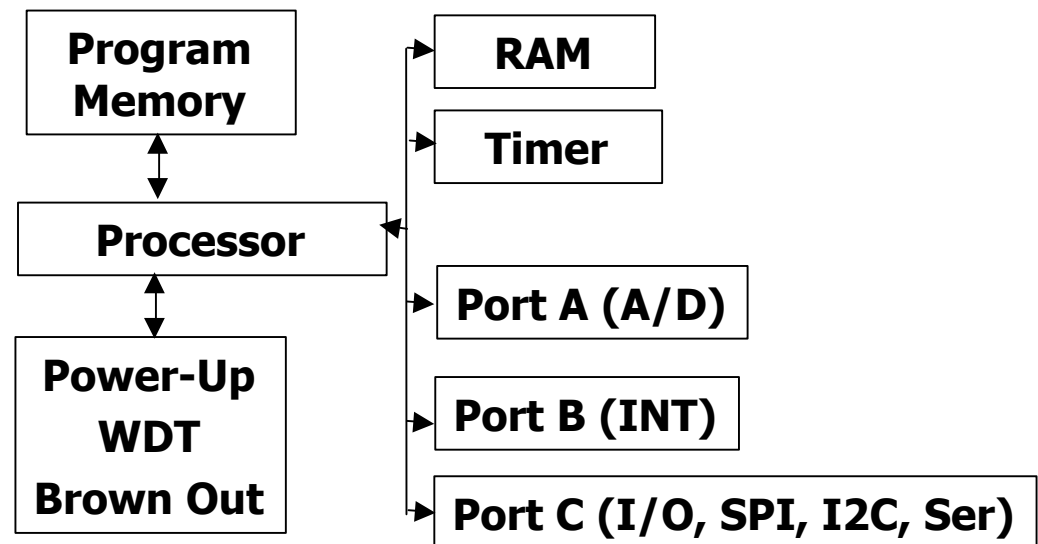 Program
Memory
Processor
Power-Up
WDT
Brown Out
RAM
Timer
Port A (A/D)
Port B (INT)
Port C (I/O, SPI, I2C, Ser)